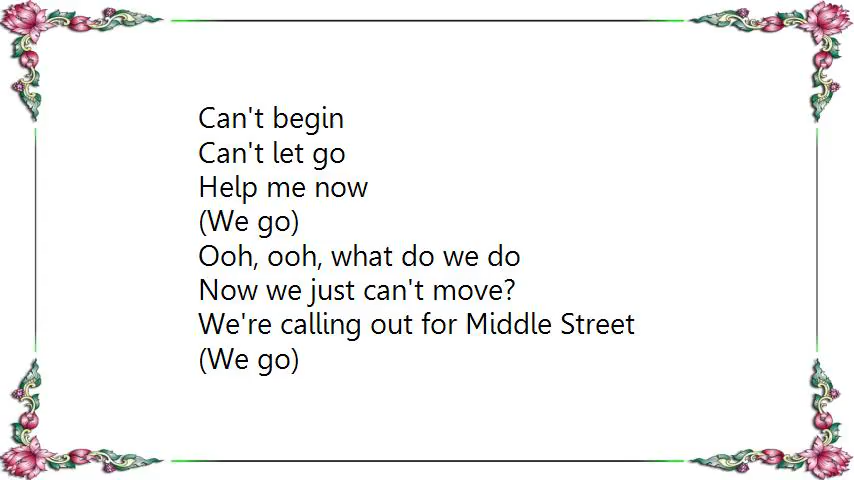 Can't begin
Can't let go
Help me now
(We go)
Ooh, ooh, what do we do
Now we just can't move?
We're calling out for Middle Street
(We go)